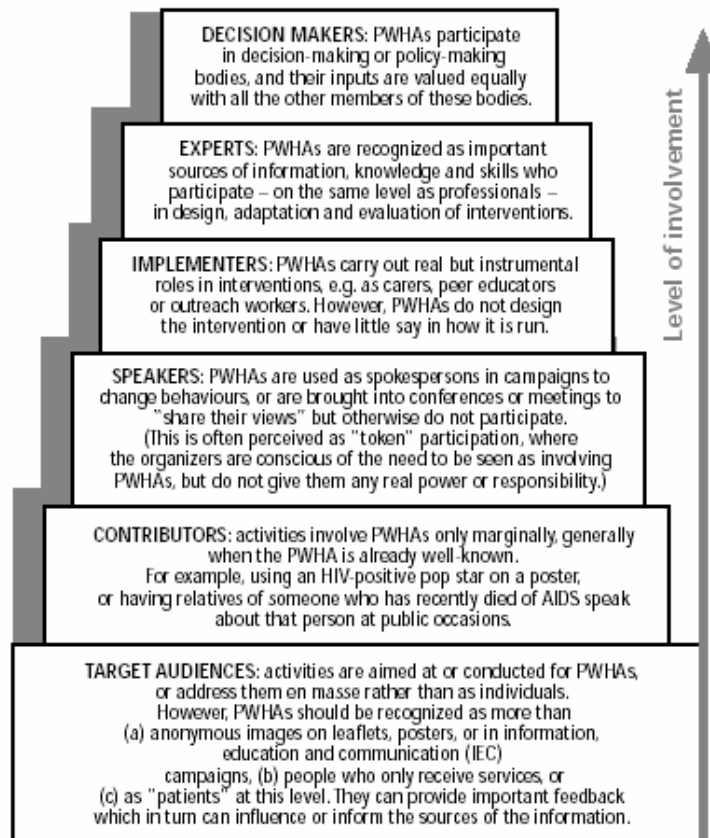 DECISION MAKERS: PWHAs participate
in decision-making or policy-making
bodies, and their inputs are valued equally
with all the other members of these bodies.
EXPERTS: PWHAs are recognized as important
sources of information, knowledge and skills who
participate – on the same level as professionals –
in design, adaptation and evaluation of interventions.
IMPLEMENTERS: PWHAs carry out real but instrumental
roles in interventions, e.g. as carers, peer educators
or outreach workers. However, PWHAs do not design
the intervention or have little say in how it is run.
SPEAKERS: PWHAs are used as spokespersons in campaigns to
change behaviours, or are brought into conferences or meetings to
"share their views" but otherwise do not participate.
(This is often perceived as "token" participation, where
the organizers are conscious of the need to be seen as involving
PWHAs, but do not give them any real power or responsibility.)
CONTRIBUTORS: activities involve PWHAs only marginally, generally
when the PWHA is already well-known.
For example, using an HIV-positive pop star on a poster,
or having relatives of someone who has recently died of AIDS speak
about that person at public occasions.
TARGET AUDIENCES: activities are aimed at or conducted for PWHAs,
or address them en masse rather than as individuals.
However, PWHAs should be recognized as more than
(a) anonymous images on leaflets, posters, or in information,
education and communication (IEC)
campaigns, (b) people who only receive services, or
(c) as "patients" at this level. They can provide important feedback
which in turn can influence or inform the sources of the information.
Level of involvement